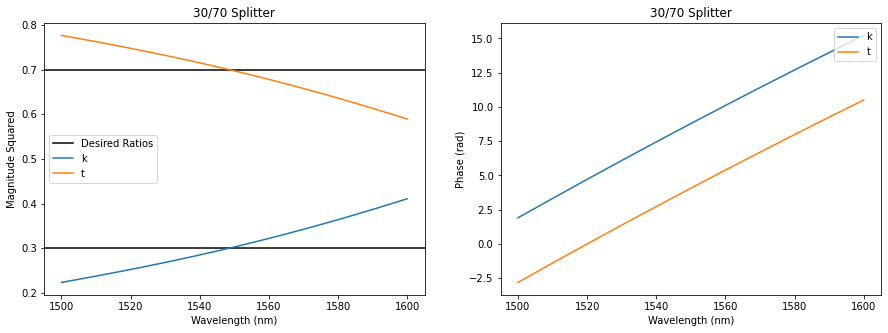 30/70 Splitter
Magnitude Squared
0.8
0.7
0.6
0.5
0.4
0.3
0.2
Desired Ratios
k
t
1500 1520 1540 1560 1580 1600
Wavelength (nm)
30/70 Splitter
Phase (rad)
15.0
12.5
10.0
7.5
5.0
2.5
0.0
−2.5
k
t
1500 1520 1540 1560 1580 1600
Wavelength (nm)